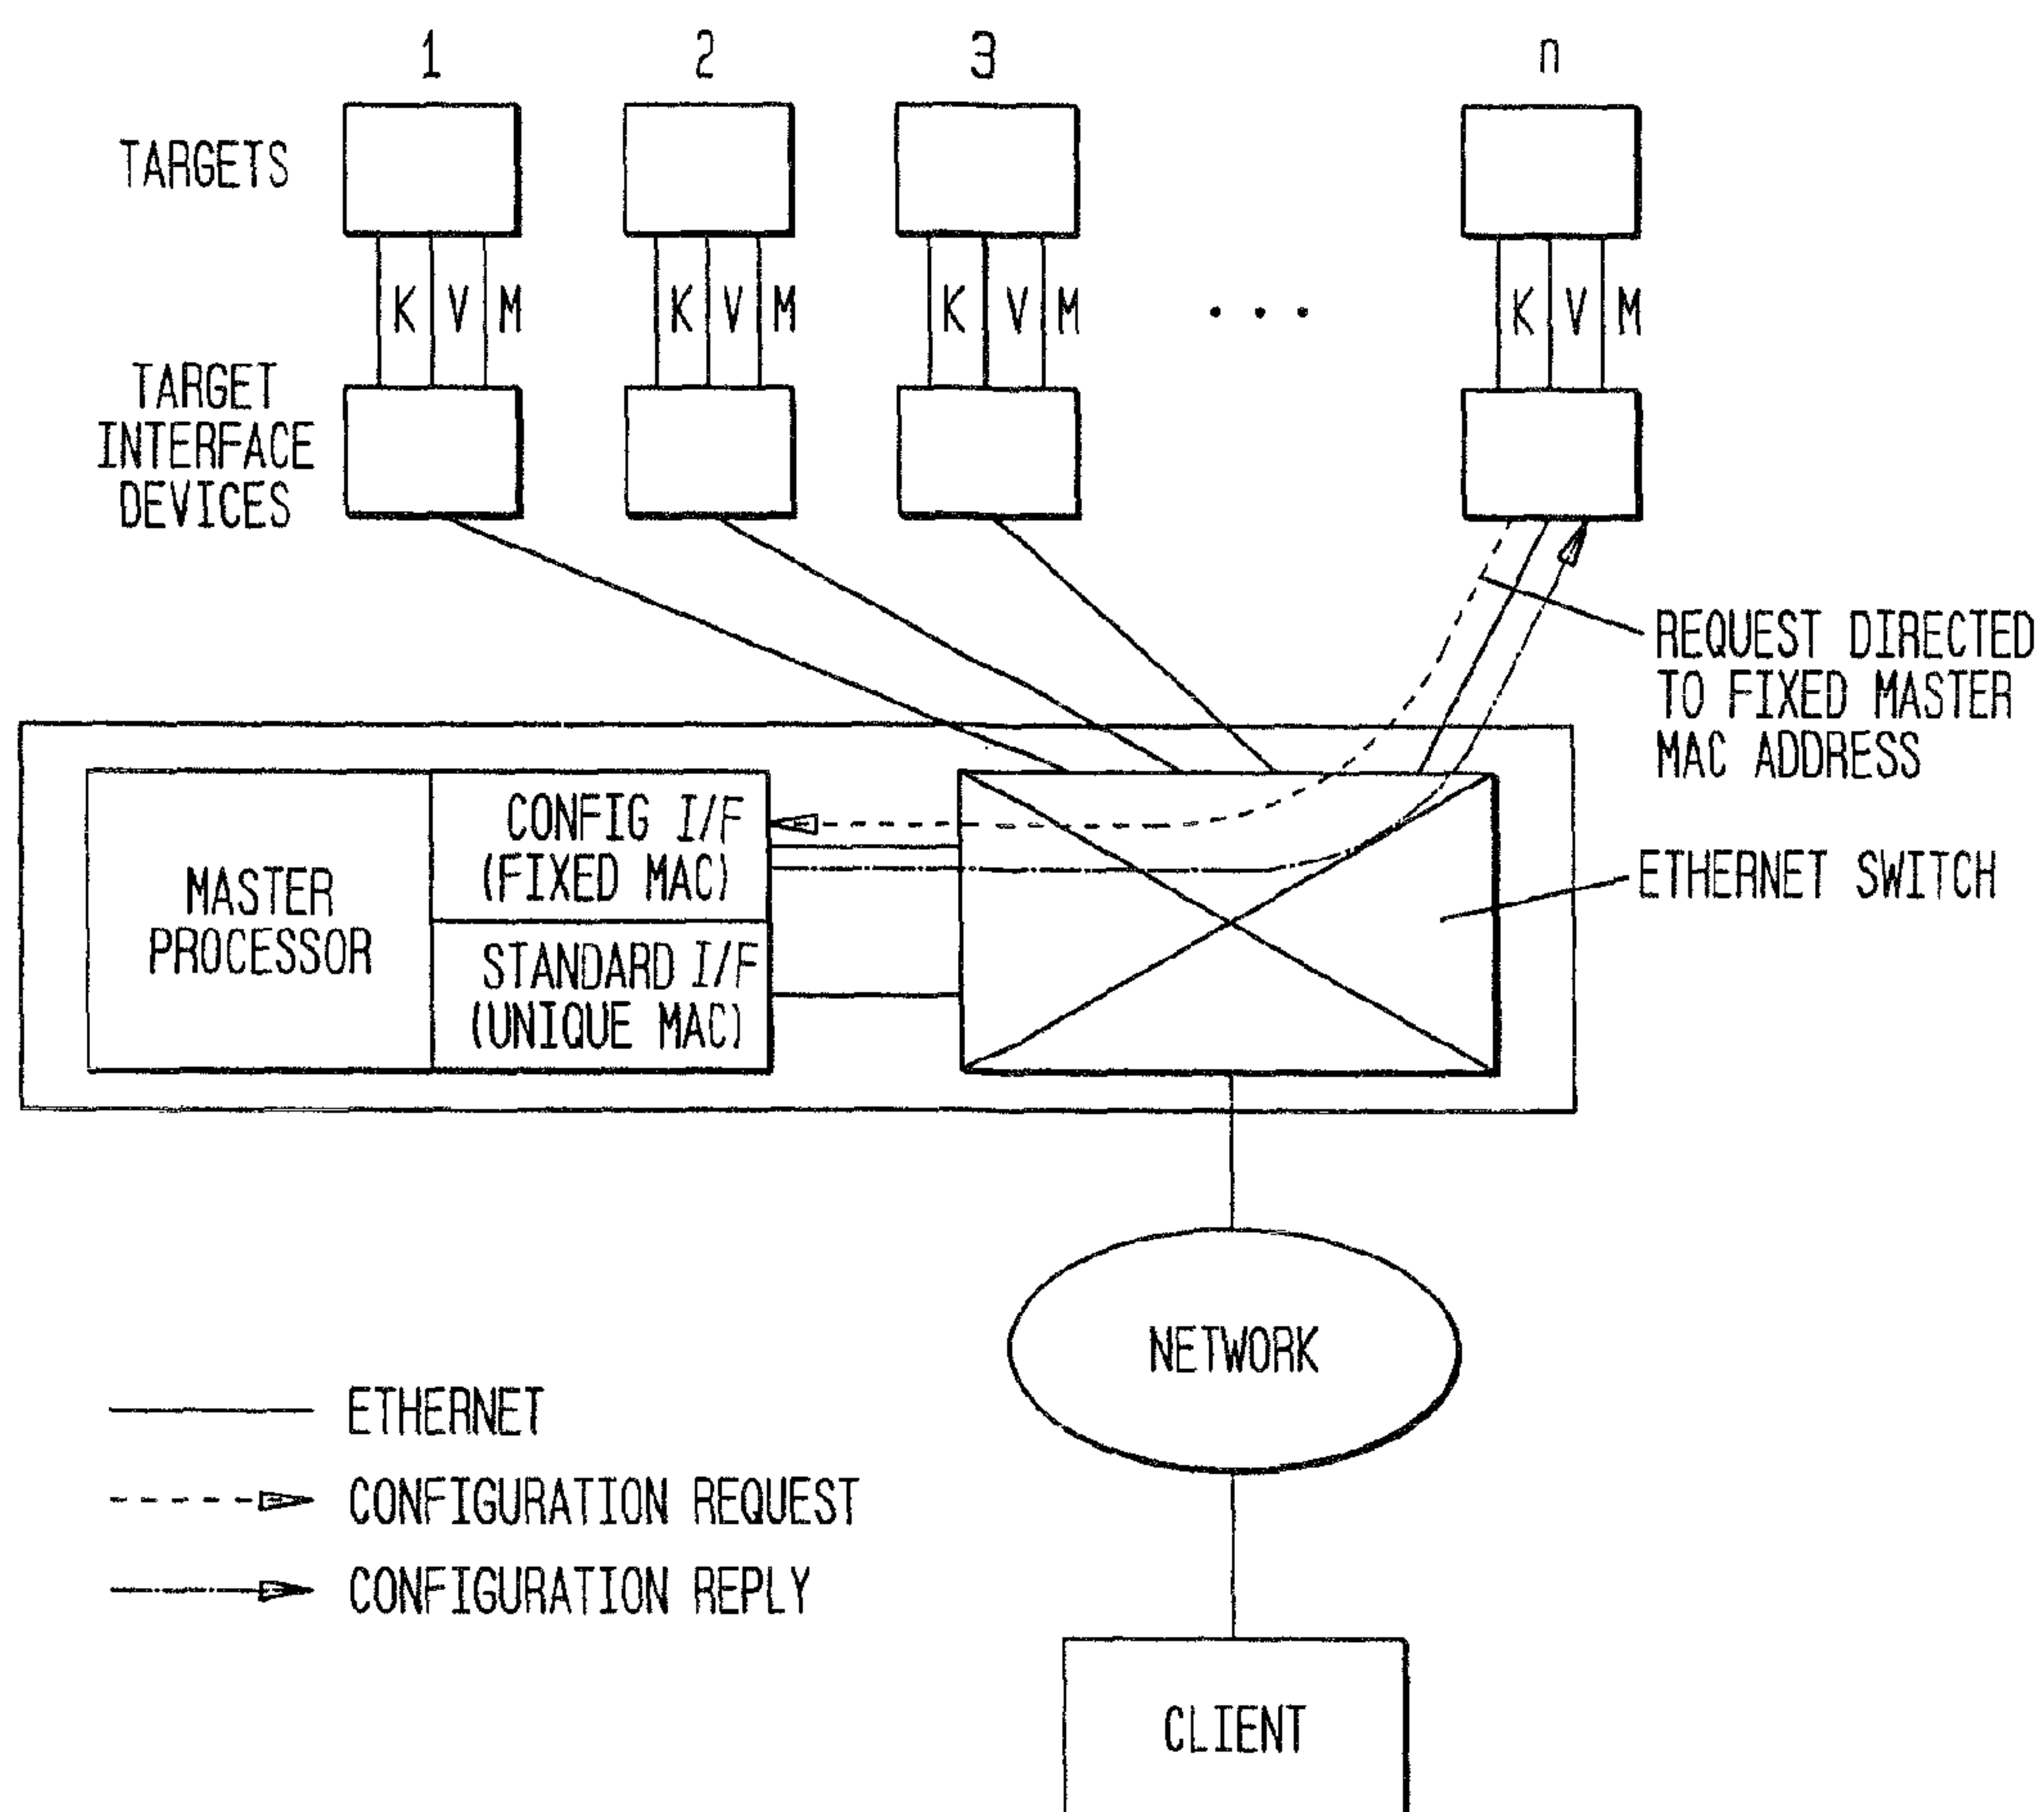 1 2 3 n
TARGETS
K V M K V M K V M . . . K V M
TARGET
INTERFACE
DEVICES
REQUEST DIRECTED
TO FIXED MASTER
MAC ADDRESS
MASTER
PROCESSOR
CONFIG I/F
(FIXED MAC)
STANDARD I/F
(UNIQUE MAC)
ETHERNET SWITCH
NETWORK
ETHERNET
CONFIGURATION REQUEST
CONFIGURATION REPLY
CLIENT